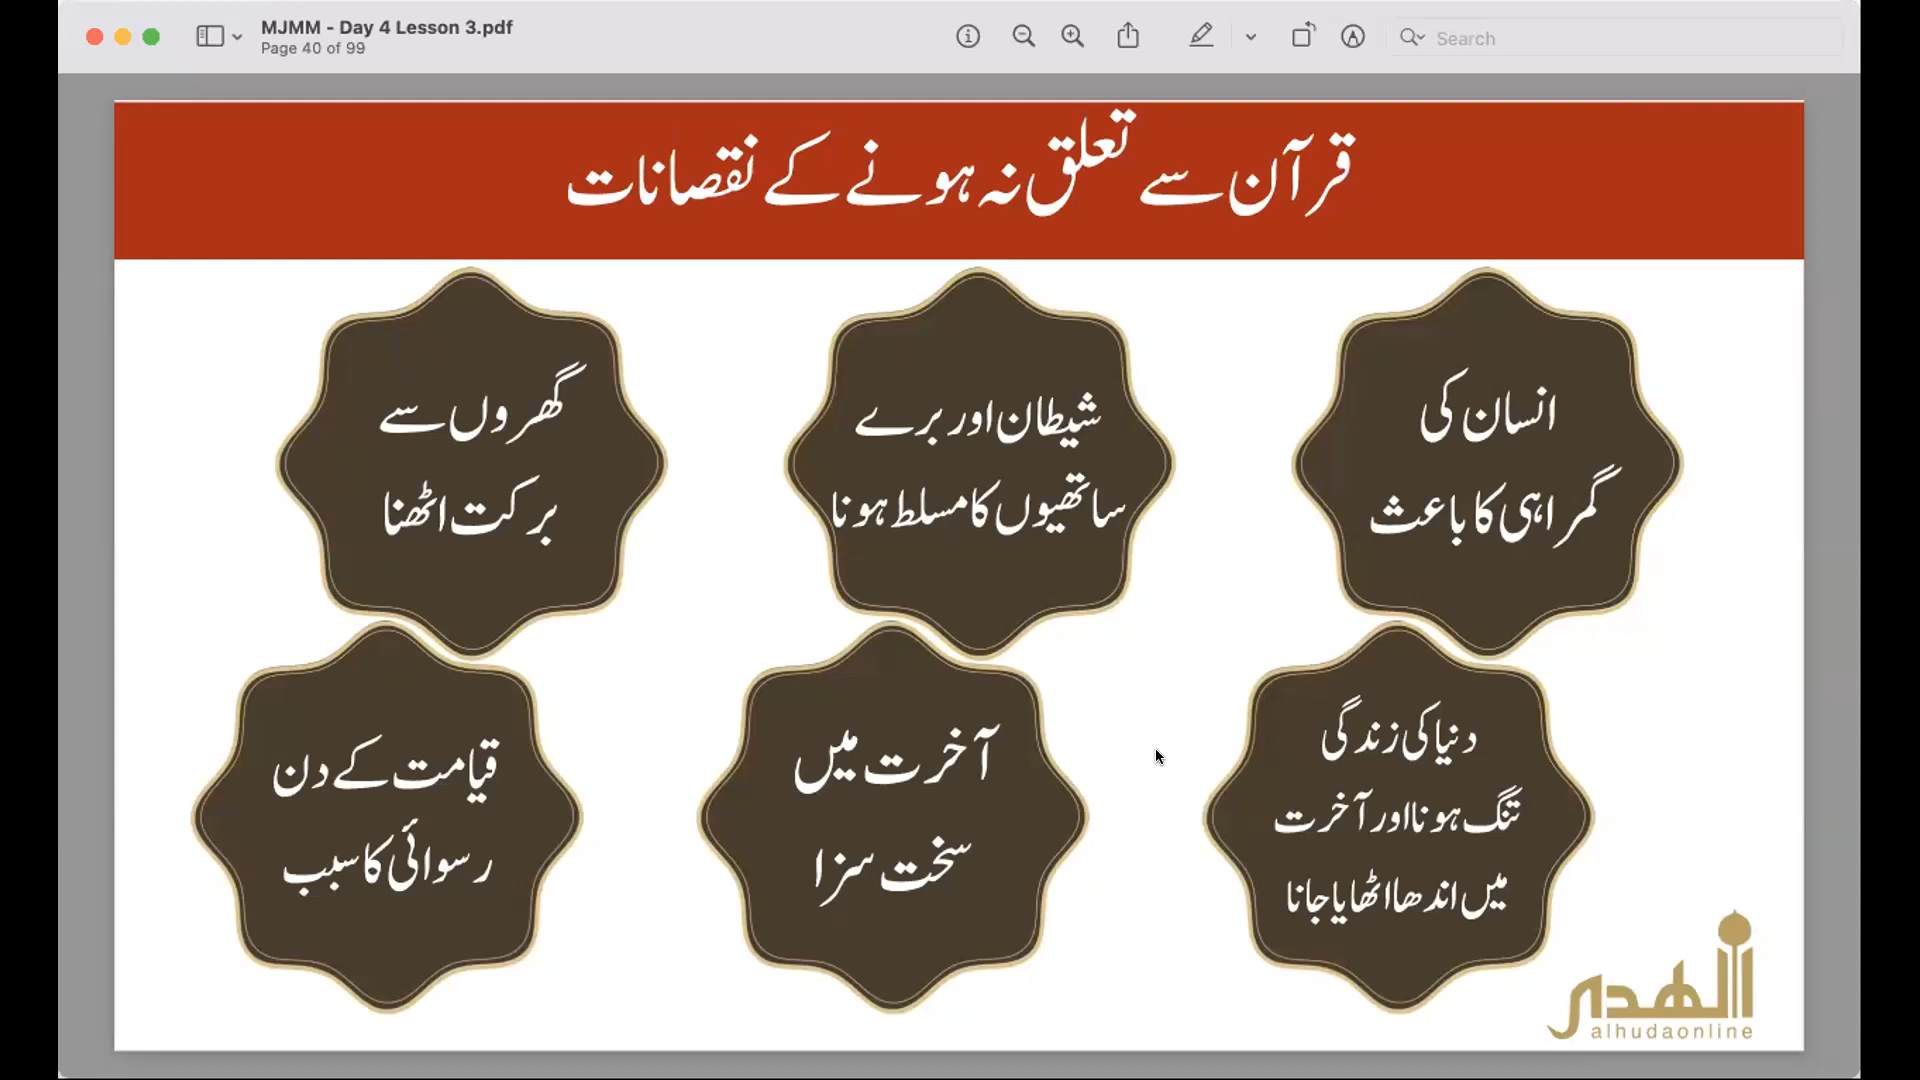 MJMM - Day 4 Lesson 3.pdf
Page 40 of 99
Search
قرآن سے تعلق نہ ہونے کے نقصانات
انسان کی
گمراہی کا باعث
شیطان اور برے
ساتھیوں کا مسلط ہونا
گھروں سے
برکت اٹھنا
دنیا کی زندگی
تنگ ہونا اور آخرت
میں اندھا اٹھایا جانا
آخرت میں
سخت سزا
قیامت کے دن
رسوائی کا سبب
الهدى
alhudaonline